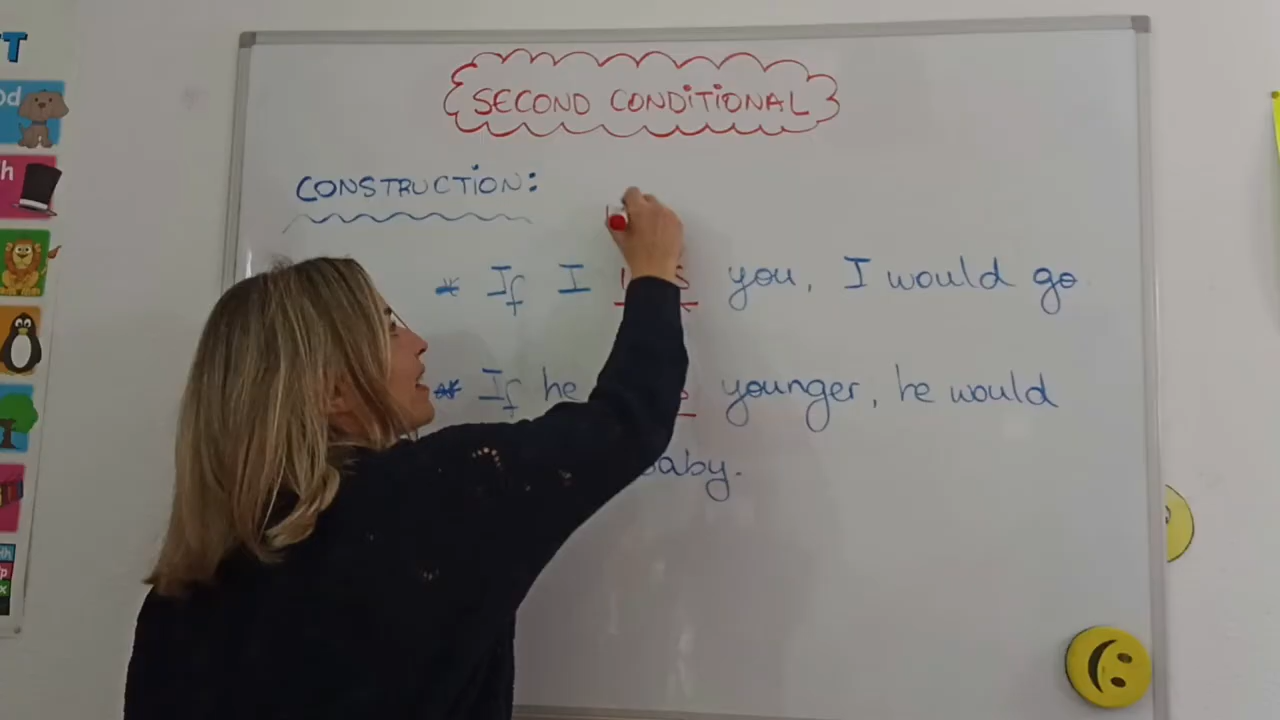 SECOND CONDITIONAL
CONSTRUCTION:
* If I you, I would go
* If he younger, he would
baby.